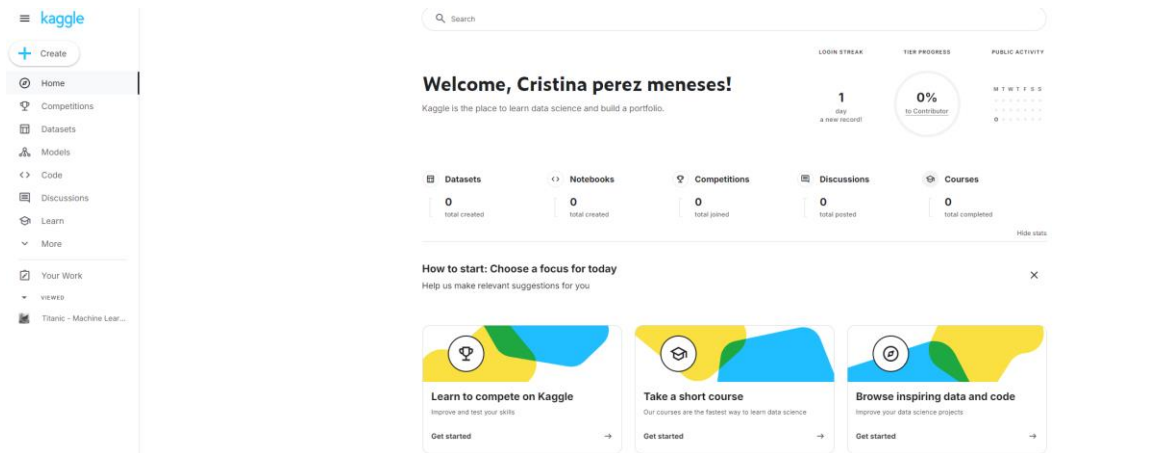 kaggle
Create
Home
Competitions
Datasets
Models
Code
Discussions
Learn
More
Your Work
VIEWED
Titanic - Machine Lear...
Search
LOGIN STREAK
TIER PROGRESS
PUBLIC ACTIVITY
Welcome, Cristina perez meneses!
Kaggle is the place to learn data science and build a portfolio.
1
day
a new record!
0%
to Contributor
M T W T F S S
Datasets
0
total created
Notebooks
0
total created
Competitions
0
total joined
Discussions
0
total posted
Courses
0
total completed
Hide stats
How to start: Choose a focus for today
Help us make relevant suggestions for you
Learn to compete on Kaggle
Improve and test your skills
Get started
Take a short course
Our courses are the fastest way to learn data science
Get started
Browse inspiring data and code
Improve your data science projects
Get started